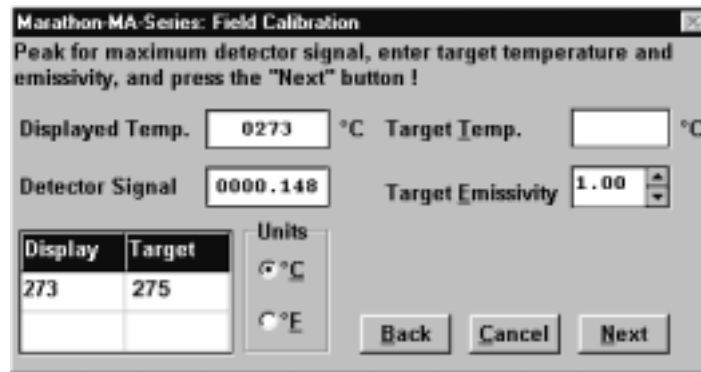 Marathon-MA-Series: Field Calibration
Peak for maximum detector signal, enter target temperature and
emissivity, and press the "Next" button !
Displayed Temp. 0273 °C Target Temp. °C
Detector Signal 0000.148 Target Emissivity 1.00
Units
Display Target
°C
273 275
°F
Back Cancel Next